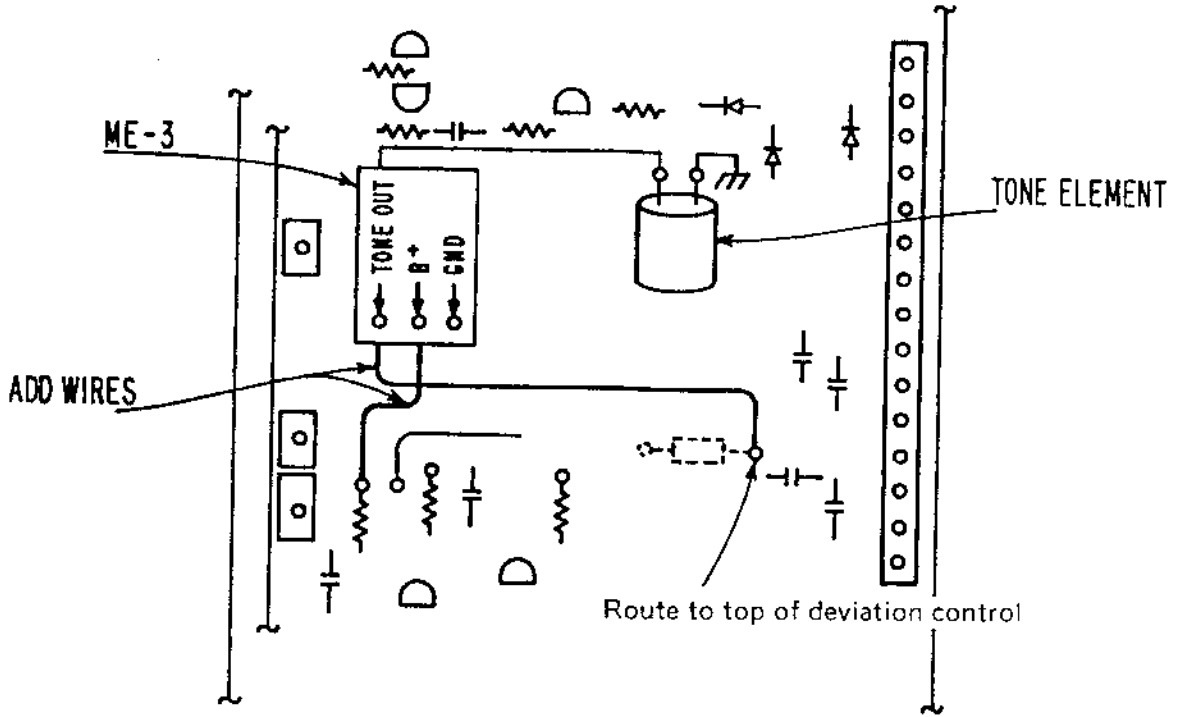 ME-3
TONE OUT
B+
GND
TONE ELEMENT
ADD WIRES
Route to top of deviation control